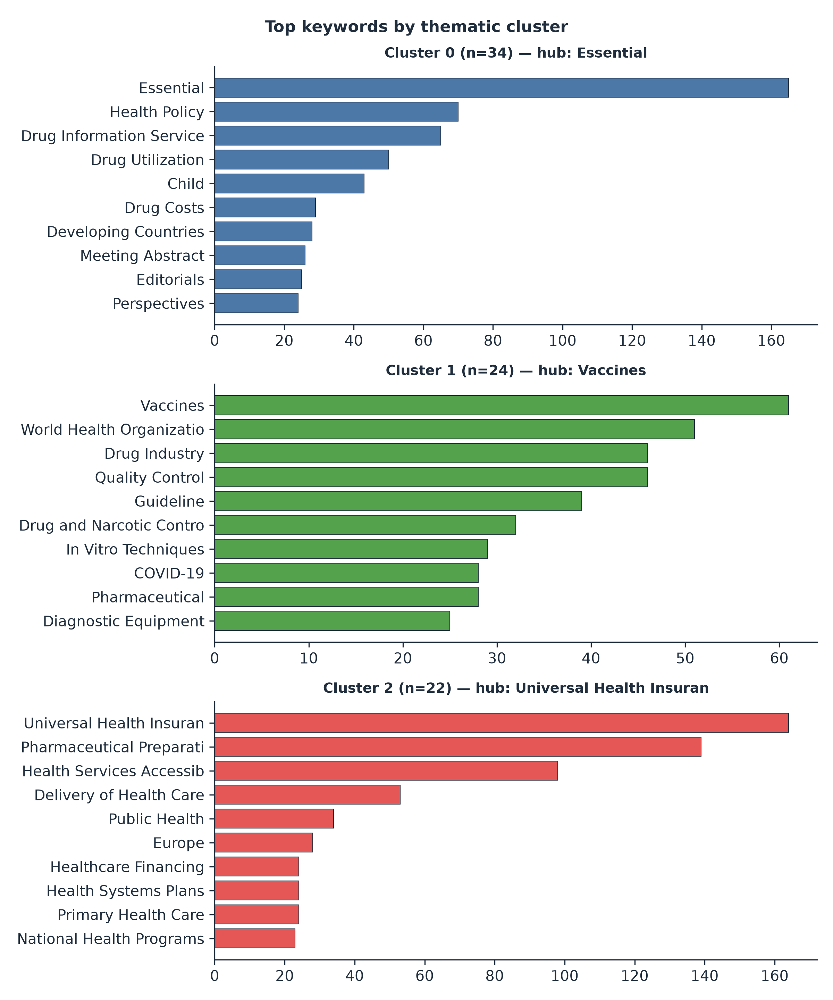 Top keywords by thematic cluster
Cluster 0 (n=34) — hub: Essential
Essential
Health Policy
Drug Information Service
Drug Utilization
Child
Drug Costs
Developing Countries
Meeting Abstract
Editorials
Perspectives
0 20 40 60 80 100 120 140 160
Cluster 1 (n=24) — hub: Vaccines
Vaccines
World Health Organizatio
Drug Industry
Quality Control
Guideline
Drug and Narcotic Contro
In Vitro Techniques
COVID-19
Pharmaceutical
Diagnostic Equipment
0 10 20 30 40 50 60
Cluster 2 (n=22) — hub: Universal Health Insuran
Universal Health Insuran
Pharmaceutical Preparati
Health Services Accessib
Delivery of Health Care
Public Health
Europe
Healthcare Financing
Health Systems Plans
Primary Health Care
National Health Programs
0 20 40 60 80 100 120 140 160